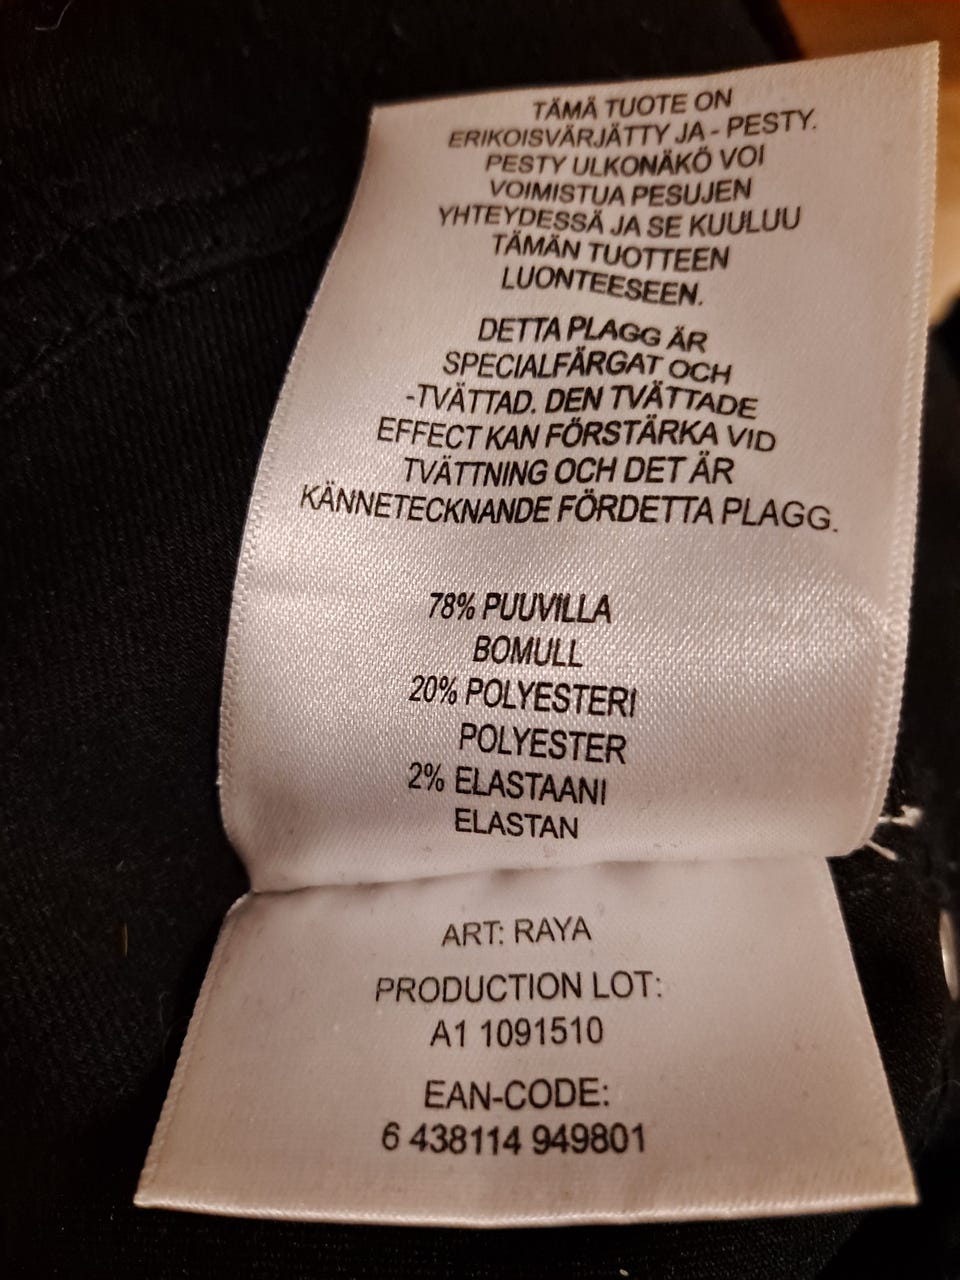 TÄMÄ TUOTE ON
ERIKOISVÄRJÄTTY JA - PESTY.
PESTY ULKONÄKÖ VOI
VOIMISTUA PESUJEN
YHTEYDESSÄ JA SE KUULUU
TÄMÄN TUOTTEEN
LUONTEESEEN.
DETTA PLAGG ÄR
SPECIALFÄRGAT OCH
-TVÄTTAD. DEN TVÄTTADE
EFFECT KAN FÖRSTÄRKA VID
TVÄTTNING OCH DET ÄR
KÄNNETECKNANDE FÖRDETTA PLAGG.
78% PUUVILLA
BOMULL
20% POLYESTERI
POLYESTER
2% ELASTAANI
ELASTAN
ART: RAYA
PRODUCTION LOT:
A1 1091510
EAN-CODE:
6 438114 949801